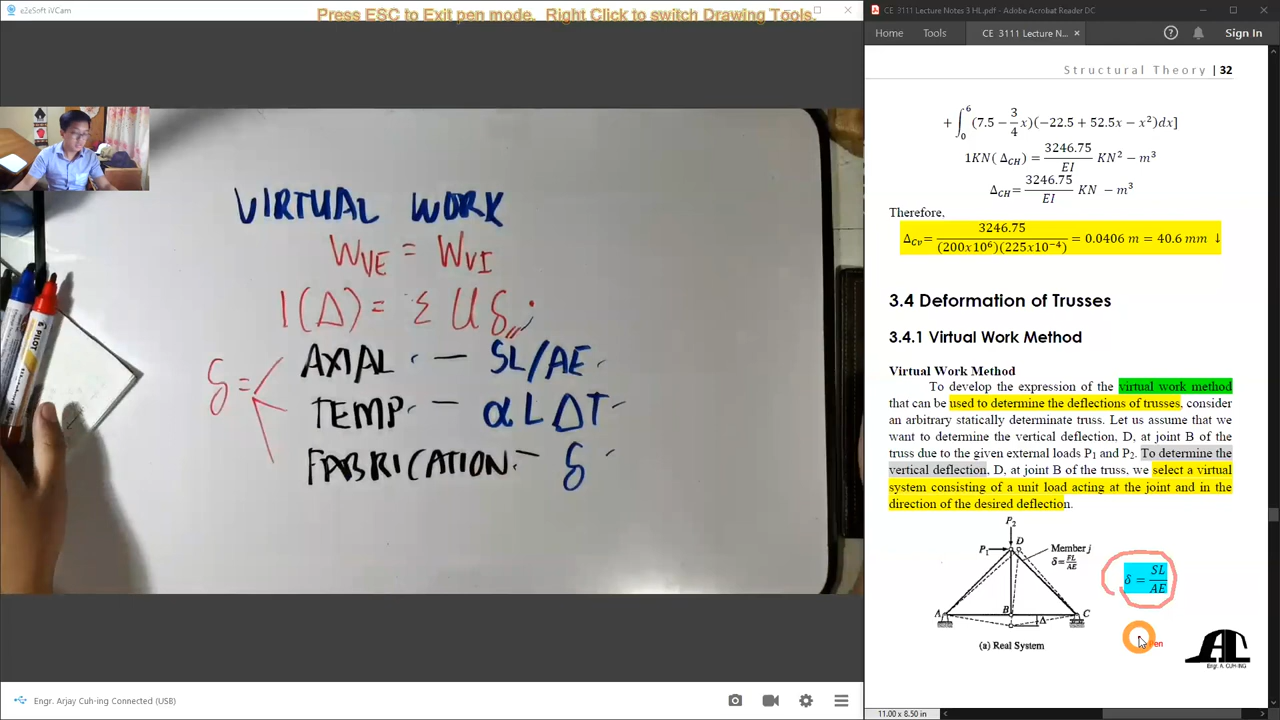 e2eSoft iVCam
Press ESC to Exit pen mode. Right Click to switch Drawing Tools.
VIRTUAL WORK
WVE = WVI
1(Δ) = Σ U δ
δ =
AXIAL — SL/AE
TEMP. — αLΔT
FABRICATION — δ
Engr. Arjay Cuh-ing Connected (USB)
CE 3111 Lecture Notes 3 HL.pdf - Adobe Acrobat Reader DC
Home Tools CE 3111 Lecture N... × Sign In
Structural Theory | 32
+ ∫₀⁶ (7.5 − 3/4 x)(−22.5 + 52.5x − x²)dx]
1KN( Δ_CH) = 3246.75/EI KN² − m³
Δ_CH= 3246.75/EI KN − m³
Therefore,
Δ_Cv= 3246.75/(200x10⁶)(225x10⁻⁴) = 0.0406 m = 40.6 mm ↓
3.4 Deformation of Trusses
3.4.1 Virtual Work Method
Virtual Work Method
To develop the expression of the virtual work method
that can be used to determine the deflections of trusses, consider
an arbitrary statically determinate truss. Let us assume that we
want to determine the vertical deflection, D, at joint B of the
truss due to the given external loads P1 and P2. To determine the
vertical deflection, D, at joint B of the truss, we select a virtual
system consisting of a unit load acting at the joint and in the
direction of the desired deflection.
P2
P1 D Member j
δ = FL/AE
δ = SL/AE
A B Δ C
Pen
(a) Real System
Engr. A. CUH-ING
11.00 x 8.50 in